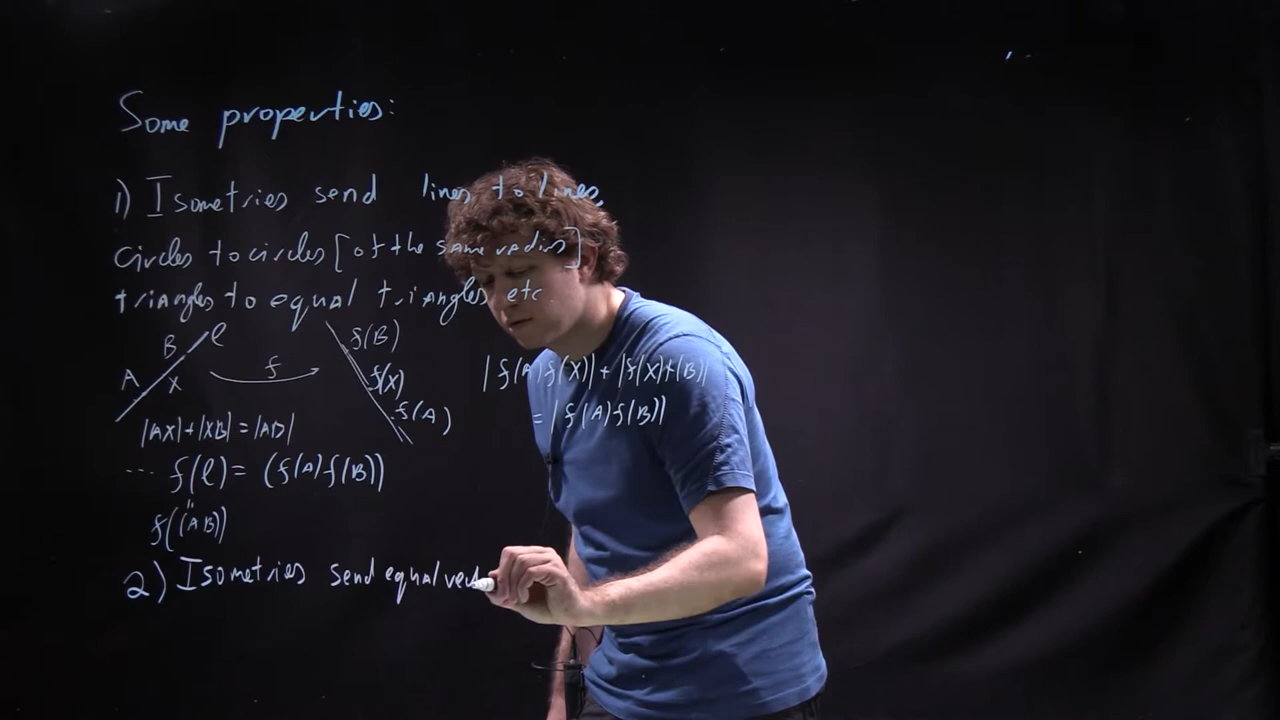 Some properties:
1) Isometries send lines to lines,
circles to circles [of the same radius]
triangles to equal triangles etc.
B l
A X
f
f(B)
f(X)
f(A)
|f(A)f(X)| + |f(X)f(B)|
= |f(A)f(B)|
|AX|+|XB| = |AB|
... f(l) = (f(A)f(B))
"
f((AB))
2) Isometries send equal vect